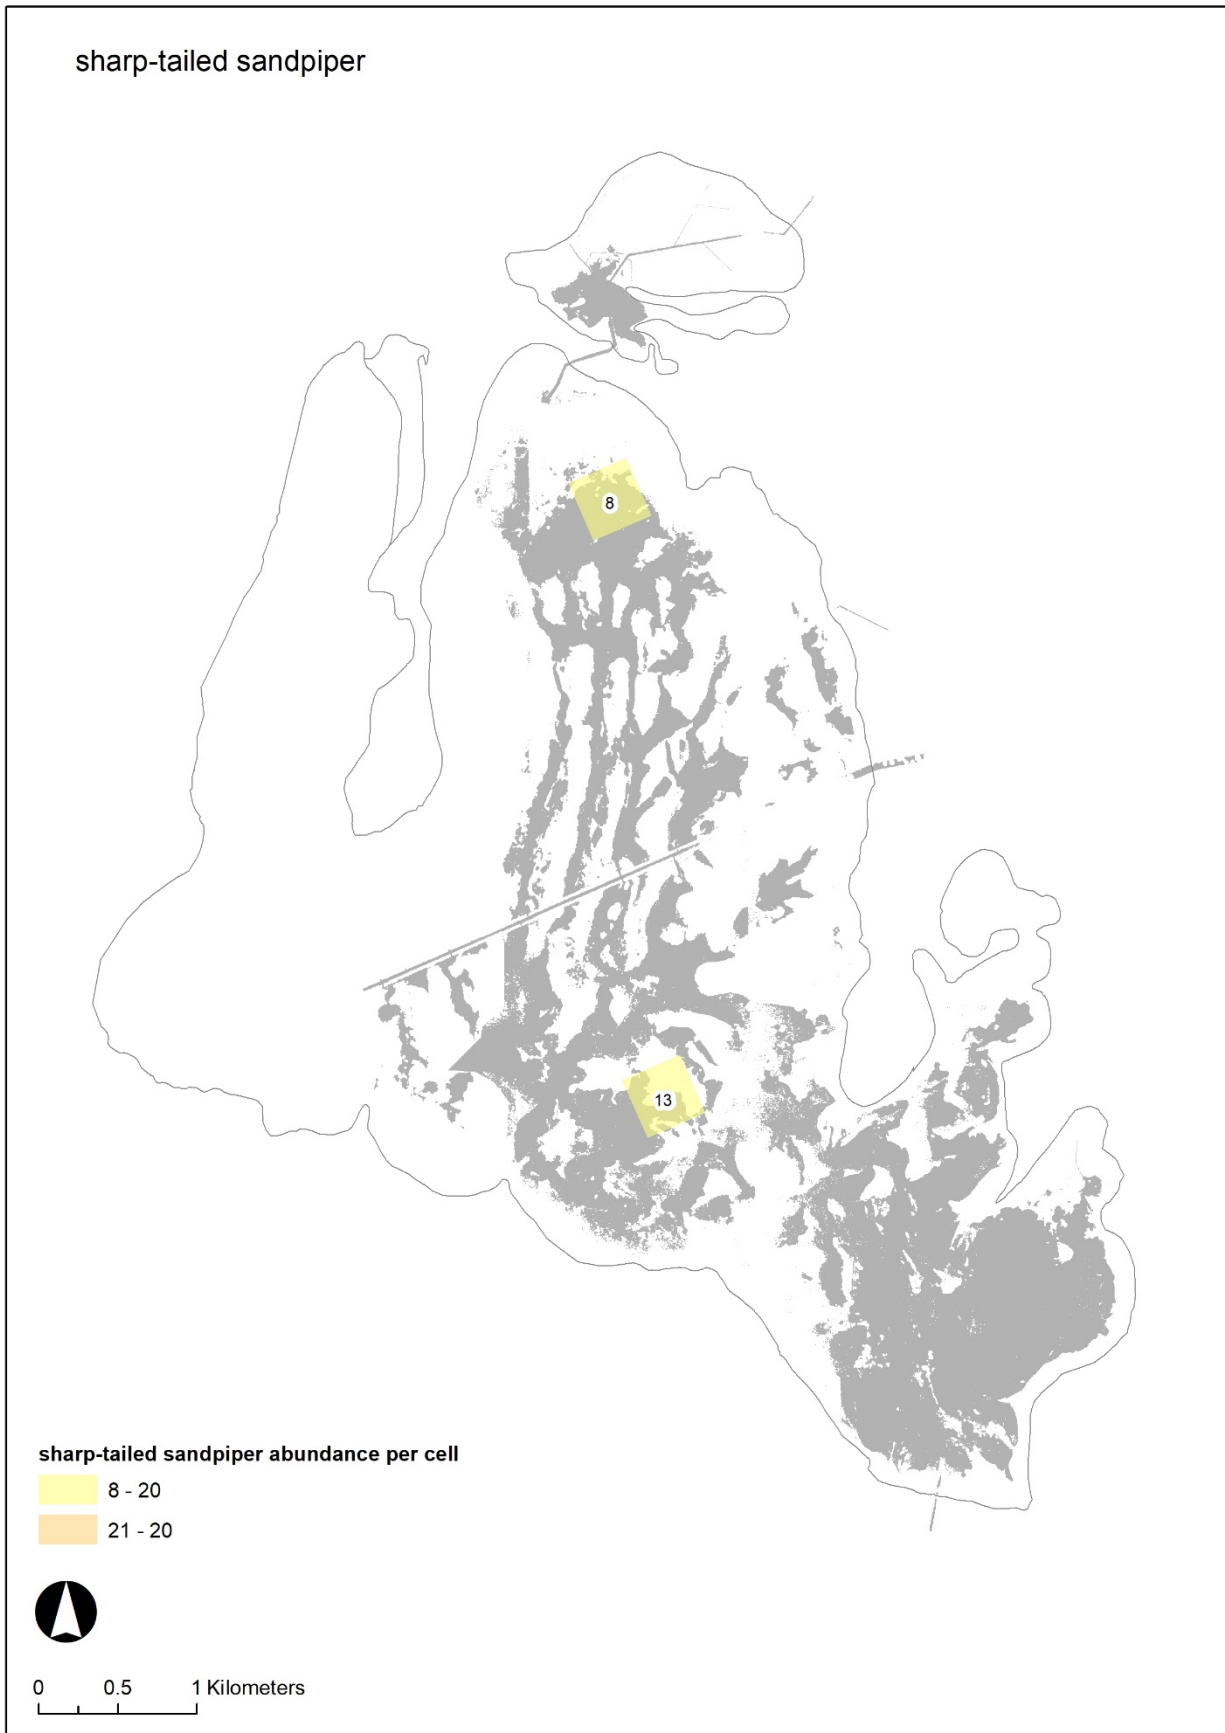 sharp-tailed sandpiper
8
13
sharp-tailed sandpiper abundance per cell
8 - 20
21 - 20
0 0.5 1 Kilometers